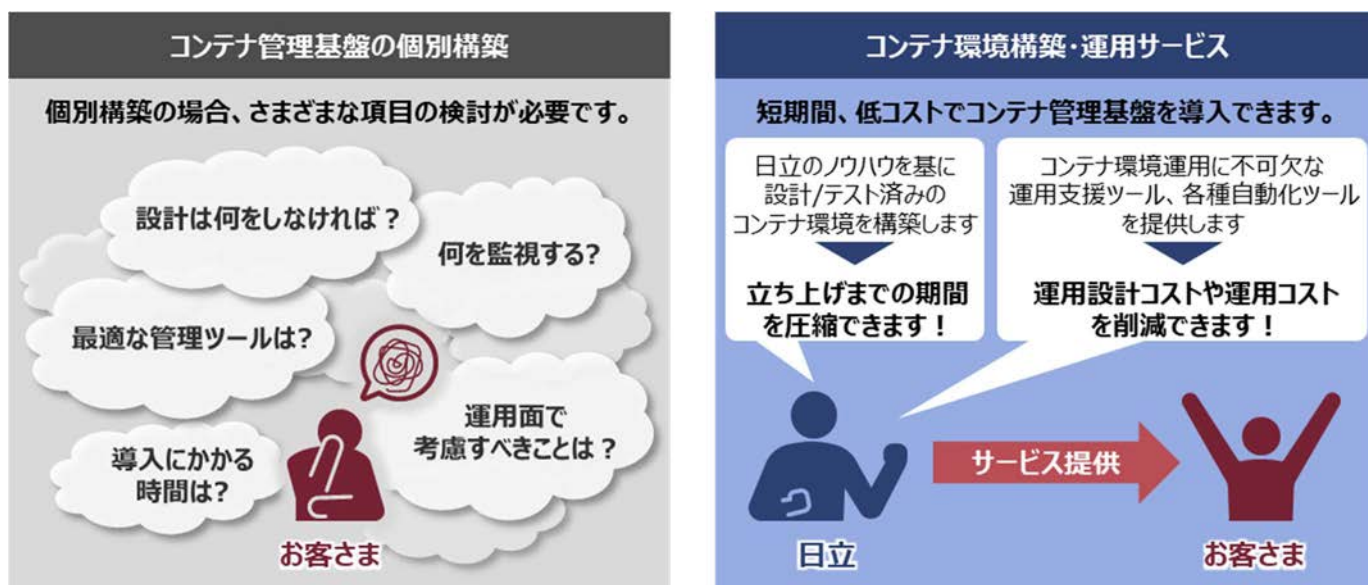 コンテナ管理基盤の個別構築
個別構築の場合、さまざまな項目の検討が必要です。
設計は何をしなければ？
何を監視する?
最適な管理ツールは?
運用面で
考慮すべきことは？
導入にかかる
時間は?
お客さま
コンテナ環境構築・運用サービス
短期間、低コストでコンテナ管理基盤を導入できます。
日立のノウハウを基に
設計/テスト済みの
コンテナ環境を構築します
立ち上げまでの期間
を圧縮できます！
コンテナ環境運用に不可欠な
運用支援ツール、各種自動化ツール
を提供します
運用設計コストや運用コスト
を削減できます！
サービス提供
日立
お客さま